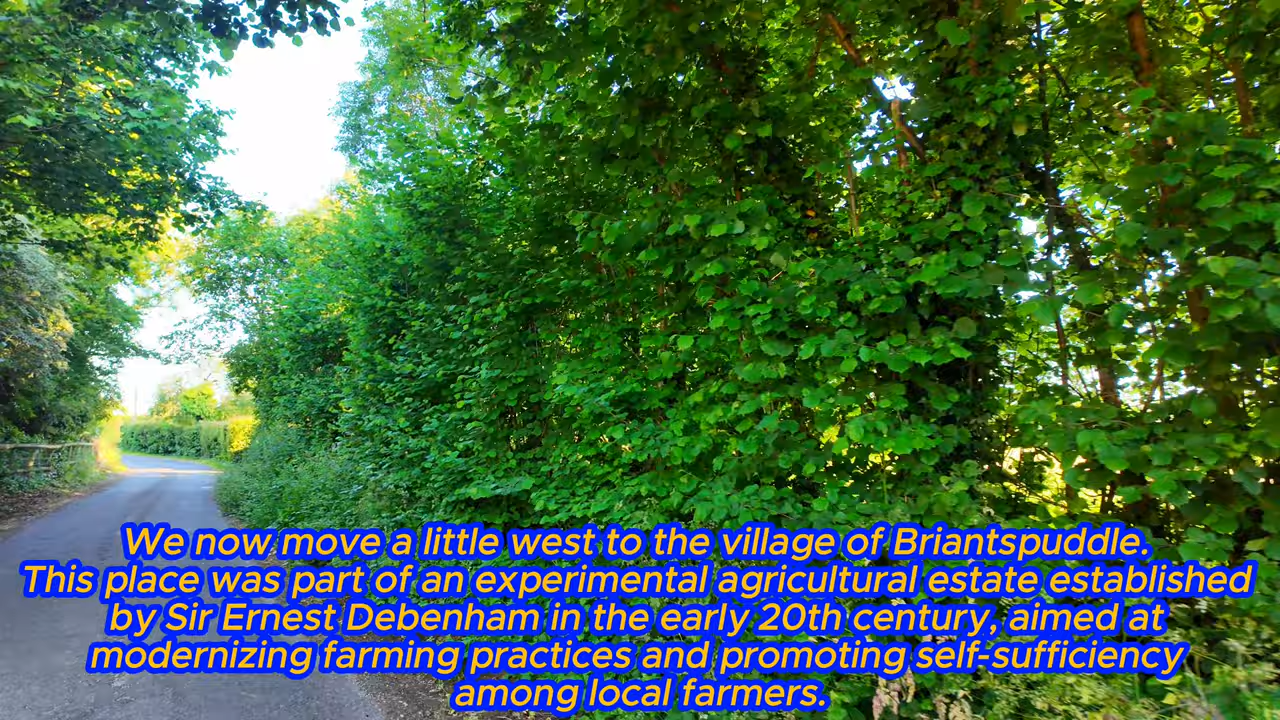 We now move a little west to the village of Briantspuddle.
This place was part of an experimental agricultural estate established
by Sir Ernest Debenham in the early 20th century, aimed at
modernizing farming practices and promoting self-sufficiency
among local farmers.